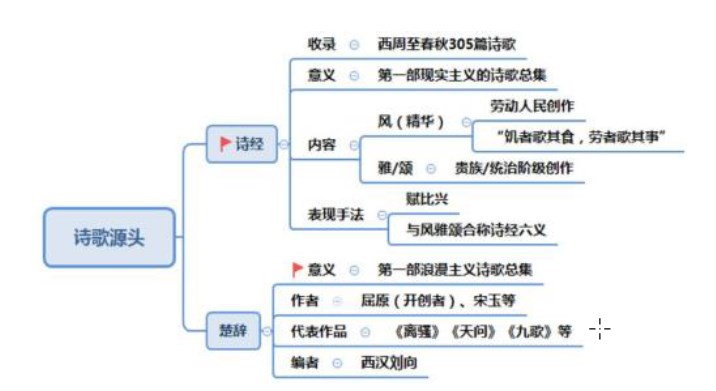 诗歌源头
诗经
收录 西周至春秋305篇诗歌
意义 第一部现实主义的诗歌总集
内容
风（精华）
劳动人民创作
“饥者歌其食，劳者歌其事”
雅/颂 贵族/统治阶级创作
表现手法
赋比兴
与风雅颂合称诗经六义
楚辞
意义 第一部浪漫主义诗歌总集
作者 屈原（开创者）、宋玉等
代表作品 《离骚》《天问》《九歌》等
编者 西汉刘向